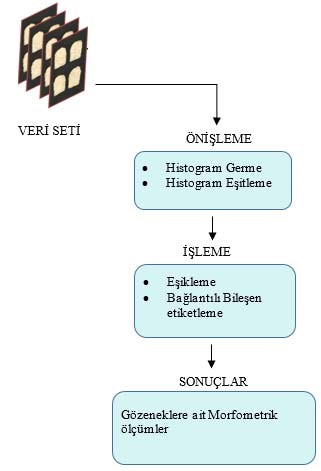 VERİ SETİ
ÖNİŞLEME
• Histogram Germe
• Histogram Eşitleme
İŞLEME
• Eşikleme
• Bağlantılı Bileşen
etiketleme
SONUÇLAR
Gözeneklere ait Morfometrik
ölçümler